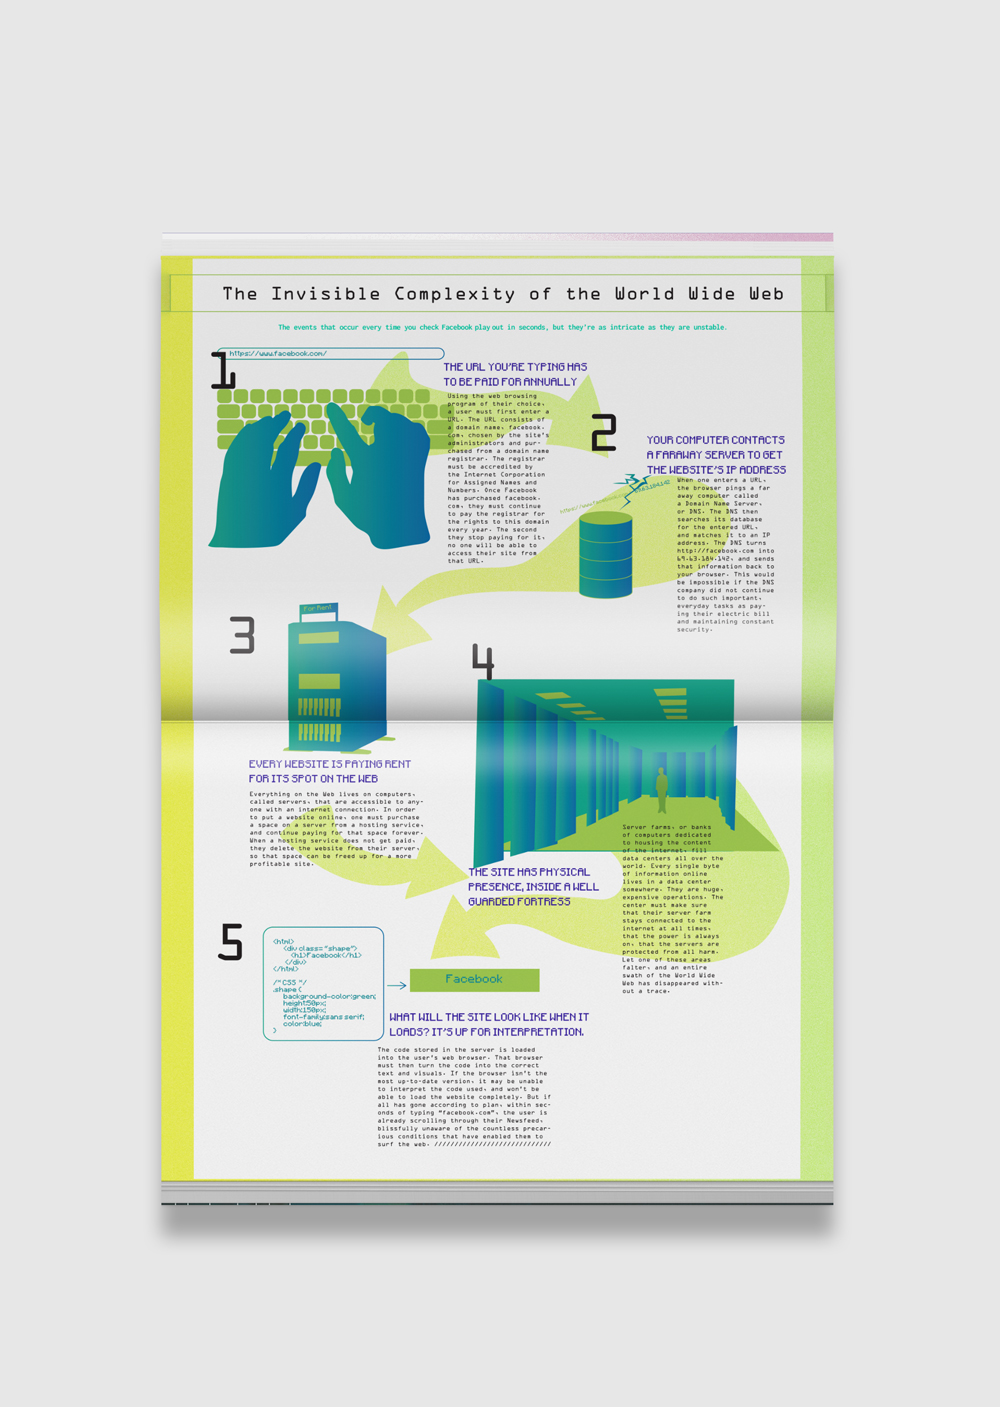 The Invisible Complexity of the World Wide Web
The events that occur every time you check Facebook play out in seconds, but they're as intricate as they are unstable.
1
https://www.facebook.com/
THE URL YOU'RE TYPING HAS
TO BE PAID FOR ANNUALLY
Using the web browsing
program of their choice,
a user must first enter a
URL. The URL consists of
a domain name, facebook.
com, chosen by the site's
administrators and pur-
chased from a domain name
registrar. The registrar
must be accredited by
the Internet Corporation
for Assigned Names and
Numbers. Once Facebook
has purchased facebook.
com, they must continue
to pay the registrar for
the rights to this domain
every year. The second
they stop paying for it,
no one will be able to
access their site from
that URL.
2
YOUR COMPUTER CONTACTS
A FARAWAY SERVER TO GET
THE WEBSITE'S IP ADDRESS
When one enters a URL,
the browser pings a far
away computer called
a Domain Name Server,
or DNS. The DNS then
searches its database
for the entered URL,
and matches it to an IP
address. The DNS turns
http://facebook.com into
69.63.184.142, and sends
that information back to
your browser. This would
be impossible if the DNS
company did not continue
to do such important,
everyday tasks as pay-
ing their electric bill
and maintaining constant
security.
3
For Rent
EVERY WEBSITE IS PAYING RENT
FOR ITS SPOT ON THE WEB
Everything on the Web lives on computers,
called servers, that are accessible to any-
one with an internet connection. In order
to put a website online, one must purchase
a space on a server from a hosting service,
and continue paying for that space forever.
When a hosting service does not get paid,
they delete the website from their server,
so that space can be freed up for a more
profitable site.
4
THE SITE HAS PHYSICAL
PRESENCE, INSIDE A WELL
GUARDED FORTRESS
Server farms, or banks
of computers dedicated
to housing the content
of the internet, fill
data centers all over the
world. Every single byte
of information online
lives in a data center
somewhere. They are huge,
expensive operations. The
center must make sure
that their server farm
stays connected to the
internet at all times,
that the power is always
on, that the servers are
protected from all harm.
Let one of these areas
falter, and an entire
swath of the World Wide
Web has disappeared with-
out a trace.
5
<html>
<div class="shape">
<h1>Facebook</h1>
</div>
</html>
/* CSS */
.shape {
background-color:green;
height:50px;
width:150px;
font-family:sans serif;
color:blue;
}
Facebook
WHAT WILL THE SITE LOOK LIKE WHEN IT
LOADS? IT'S UP FOR INTERPRETATION.
The code stored in the server is loaded
into the user's web browser. That browser
must then turn the code into the correct
text and visuals. If the browser isn't the
most up-to-date version, it may be unable
to interpret the code used, and won't be
able to load the website completely. But if
all has gone according to plan, within sec-
onds of typing "facebook.com", the user is
already scrolling through their Newsfeed,
blissfully unaware of the countless precar-
ious conditions that have enabled them to
surf the web. ////////////////////////////